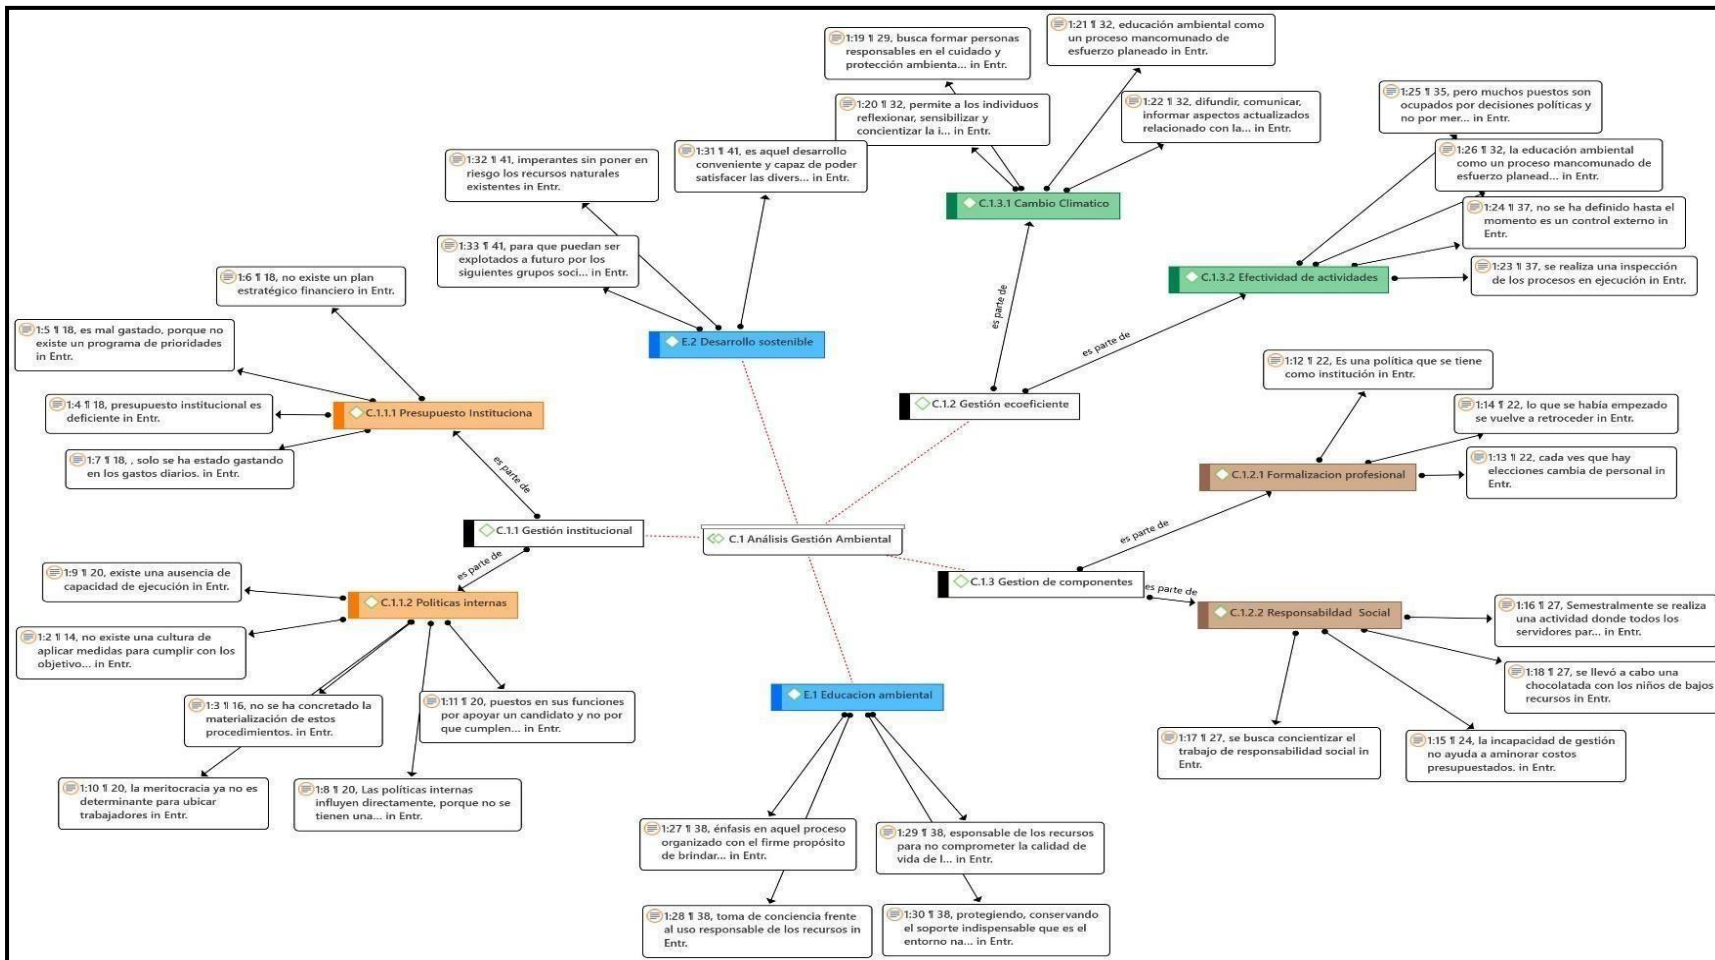 1:19 ¶ 29, busca formar personas
responsables en el cuidado y
protección ambienta... in Entr.
1:21 ¶ 32, educación ambiental como
un proceso mancomunado de
esfuerzo planeado in Entr.
1:20 ¶ 32, permite a los individuos
reflexionar, sensibilizar y
concientizar la i... in Entr.
1:22 ¶ 32, difundir, comunicar,
informar aspectos actualizados
relacionado con la... in Entr.
1:25 ¶ 35, pero muchos puestos son
ocupados por decisiones políticas y
no por mer... in Entr.
1:26 ¶ 32, la educación ambiental
como un proceso mancomunado de
esfuerzo planead... in Entr.
1:24 ¶ 37, no se ha definido hasta el
momento es un control externo in
Entr.
1:23 ¶ 37, se realiza una inspección
de los procesos en ejecución in
Entr.
1:32 ¶ 41, imperantes sin poner en
riesgo los recursos naturales
existentes in Entr.
1:31 ¶ 41, es aquel desarrollo
conveniente y capaz de poder
satisfacer las divers... in Entr.
1:33 ¶ 41, para que puedan ser
explotados a futuro por los
siguientes grupos soci... in Entr.
C.1.3.1 Cambio Climatico
C.1.3.2 Efectividad de actividades
es parte de
es parte de
E.2 Desarrollo sostenible
C.1.2 Gestión ecoeficiente
1:6 ¶ 18, no existe un plan
estratégico financiero in Entr.
1:5 ¶ 18, es mal gastado, porque no
existe un programa de prioridades
in Entr.
1:4 ¶ 18, presupuesto institucional es
deficiente in Entr.
1:7 ¶ 18, , solo se ha estado gastando
en los gastos diarios. in Entr.
C.1.1.1 Presupuesto Instituciona
es parte de
C.1.1 Gestión institucional
C.1 Análisis Gestión Ambiental
es parte de
1:12 ¶ 22, Es una política que se tiene
como institución in Entr.
1:14 ¶ 22, lo que se había empezado
se vuelve a retroceder in Entr.
1:13 ¶ 22, cada ves que hay
elecciones cambia de personal in
Entr.
C.1.2.1 Formalizacion profesional
es parte de
C.1.3 Gestion de componentes
es parte de
C.1.2.2 Responsabildad Social
1:16 ¶ 27, Semestralmente se realiza
una actividad donde todos los
servidores par... in Entr.
1:18 ¶ 27, se llevó a cabo una
chocolatada con los niños de bajos
recursos in Entr.
1:17 ¶ 27, se busca concientizar el
trabajo de responsabilidad social in
Entr.
1:15 ¶ 24, la incapacidad de gestión
no ayuda a aminorar costos
presupuestados. in Entr.
1:9 ¶ 20, existe una ausencia de
capacidad de ejecución in Entr.
C.1.1.2 Politicas internas
1:2 ¶ 14, no existe una cultura de
aplicar medidas para cumplir con los
objetivo... in Entr.
1:3 ¶ 16, no se ha concretado la
materialización de estos
procedimientos. in Entr.
1:11 ¶ 20, puestos en sus funciones
por apoyar un candidato y no por
que cumplen... in Entr.
1:10 ¶ 20, la meritocracia ya no es
determinante para ubicar
trabajadores in Entr.
1:8 ¶ 20, Las políticas internas
influyen directamente, porque no se
tienen una... in Entr.
E.1 Educacion ambiental
1:27 ¶ 38, énfasis en aquel proceso
organizado con el firme propósito
de brindar... in Entr.
1:29 ¶ 38, esponsable de los recursos
para no comprometer la calidad de
vida de l... in Entr.
1:28 ¶ 38, toma de conciencia frente
al uso responsable de los recursos in
Entr.
1:30 ¶ 38, protegiendo, conservando
el soporte indispensable que es el
entorno na... in Entr.